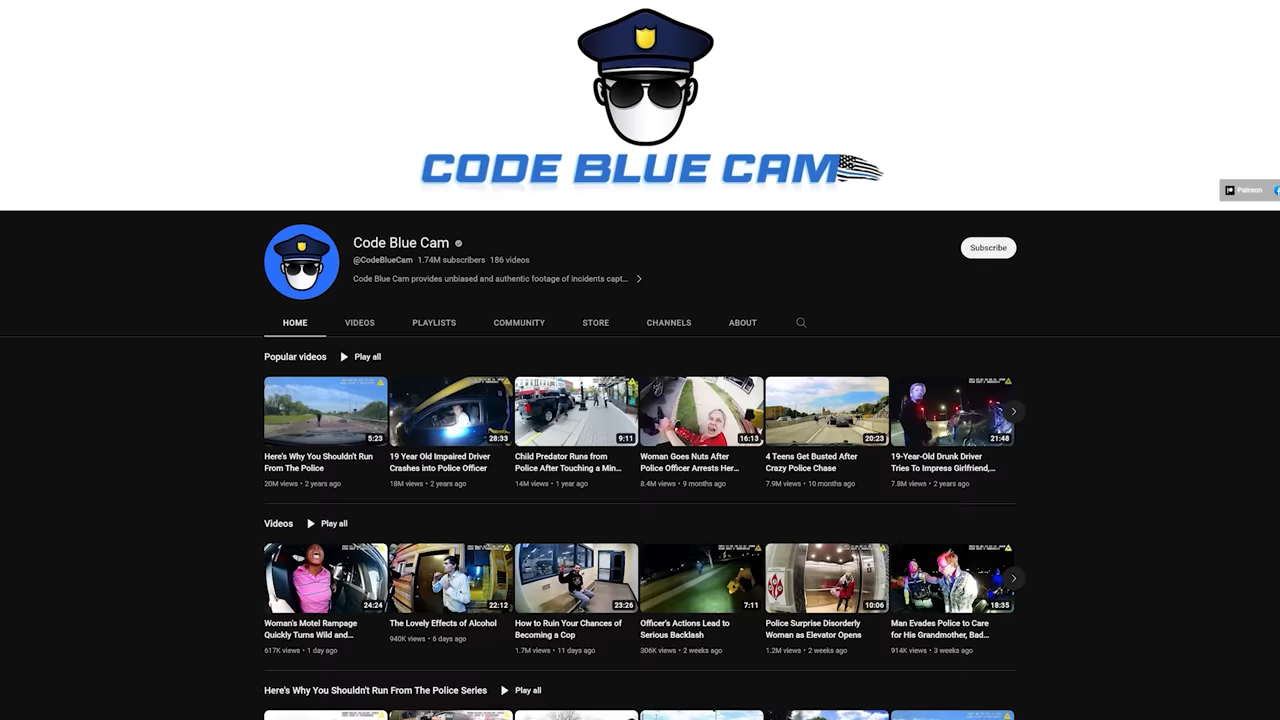 CODE BLUE CAM
Patreon
Code Blue Cam
@CodeBlueCam 1.74M subscribers 186 videos
Code Blue Cam provides unbiased and authentic footage of incidents capt...
Subscribe
HOME VIDEOS PLAYLISTS COMMUNITY STORE CHANNELS ABOUT
Popular videos Play all
5:23 28:33 9:11 16:13 20:23 21:48
Here's Why You Shouldn't Run
From The Police
20M views • 2 years ago
19 Year Old Impaired Driver
Crashes into Police Officer
18M views • 2 years ago
Child Predator Runs from
Police After Touching a Min...
14M views • 1 year ago
Woman Goes Nuts After
Police Officer Arrests Her...
8.4M views • 9 months ago
4 Teens Get Busted After
Crazy Police Chase
7.9M views • 10 months ago
19-Year-Old Drunk Driver
Tries To Impress Girlfriend,...
7.8M views • 2 years ago
Videos Play all
24:24 22:12 23:26 7:11 10:06 18:35
Woman's Motel Rampage
Quickly Turns Wild and...
617K views • 1 day ago
The Lovely Effects of Alcohol
940K views • 6 days ago
How to Ruin Your Chances of
Becoming a Cop
1.7M views • 11 days ago
Officer's Actions Lead to
Serious Backlash
306K views • 2 weeks ago
Police Surprise Disorderly
Woman as Elevator Opens
1.2M views • 2 weeks ago
Man Evades Police to Care
for His Grandmother, Bad...
914K views • 3 weeks ago
Here's Why You Shouldn't Run From The Police Series Play all